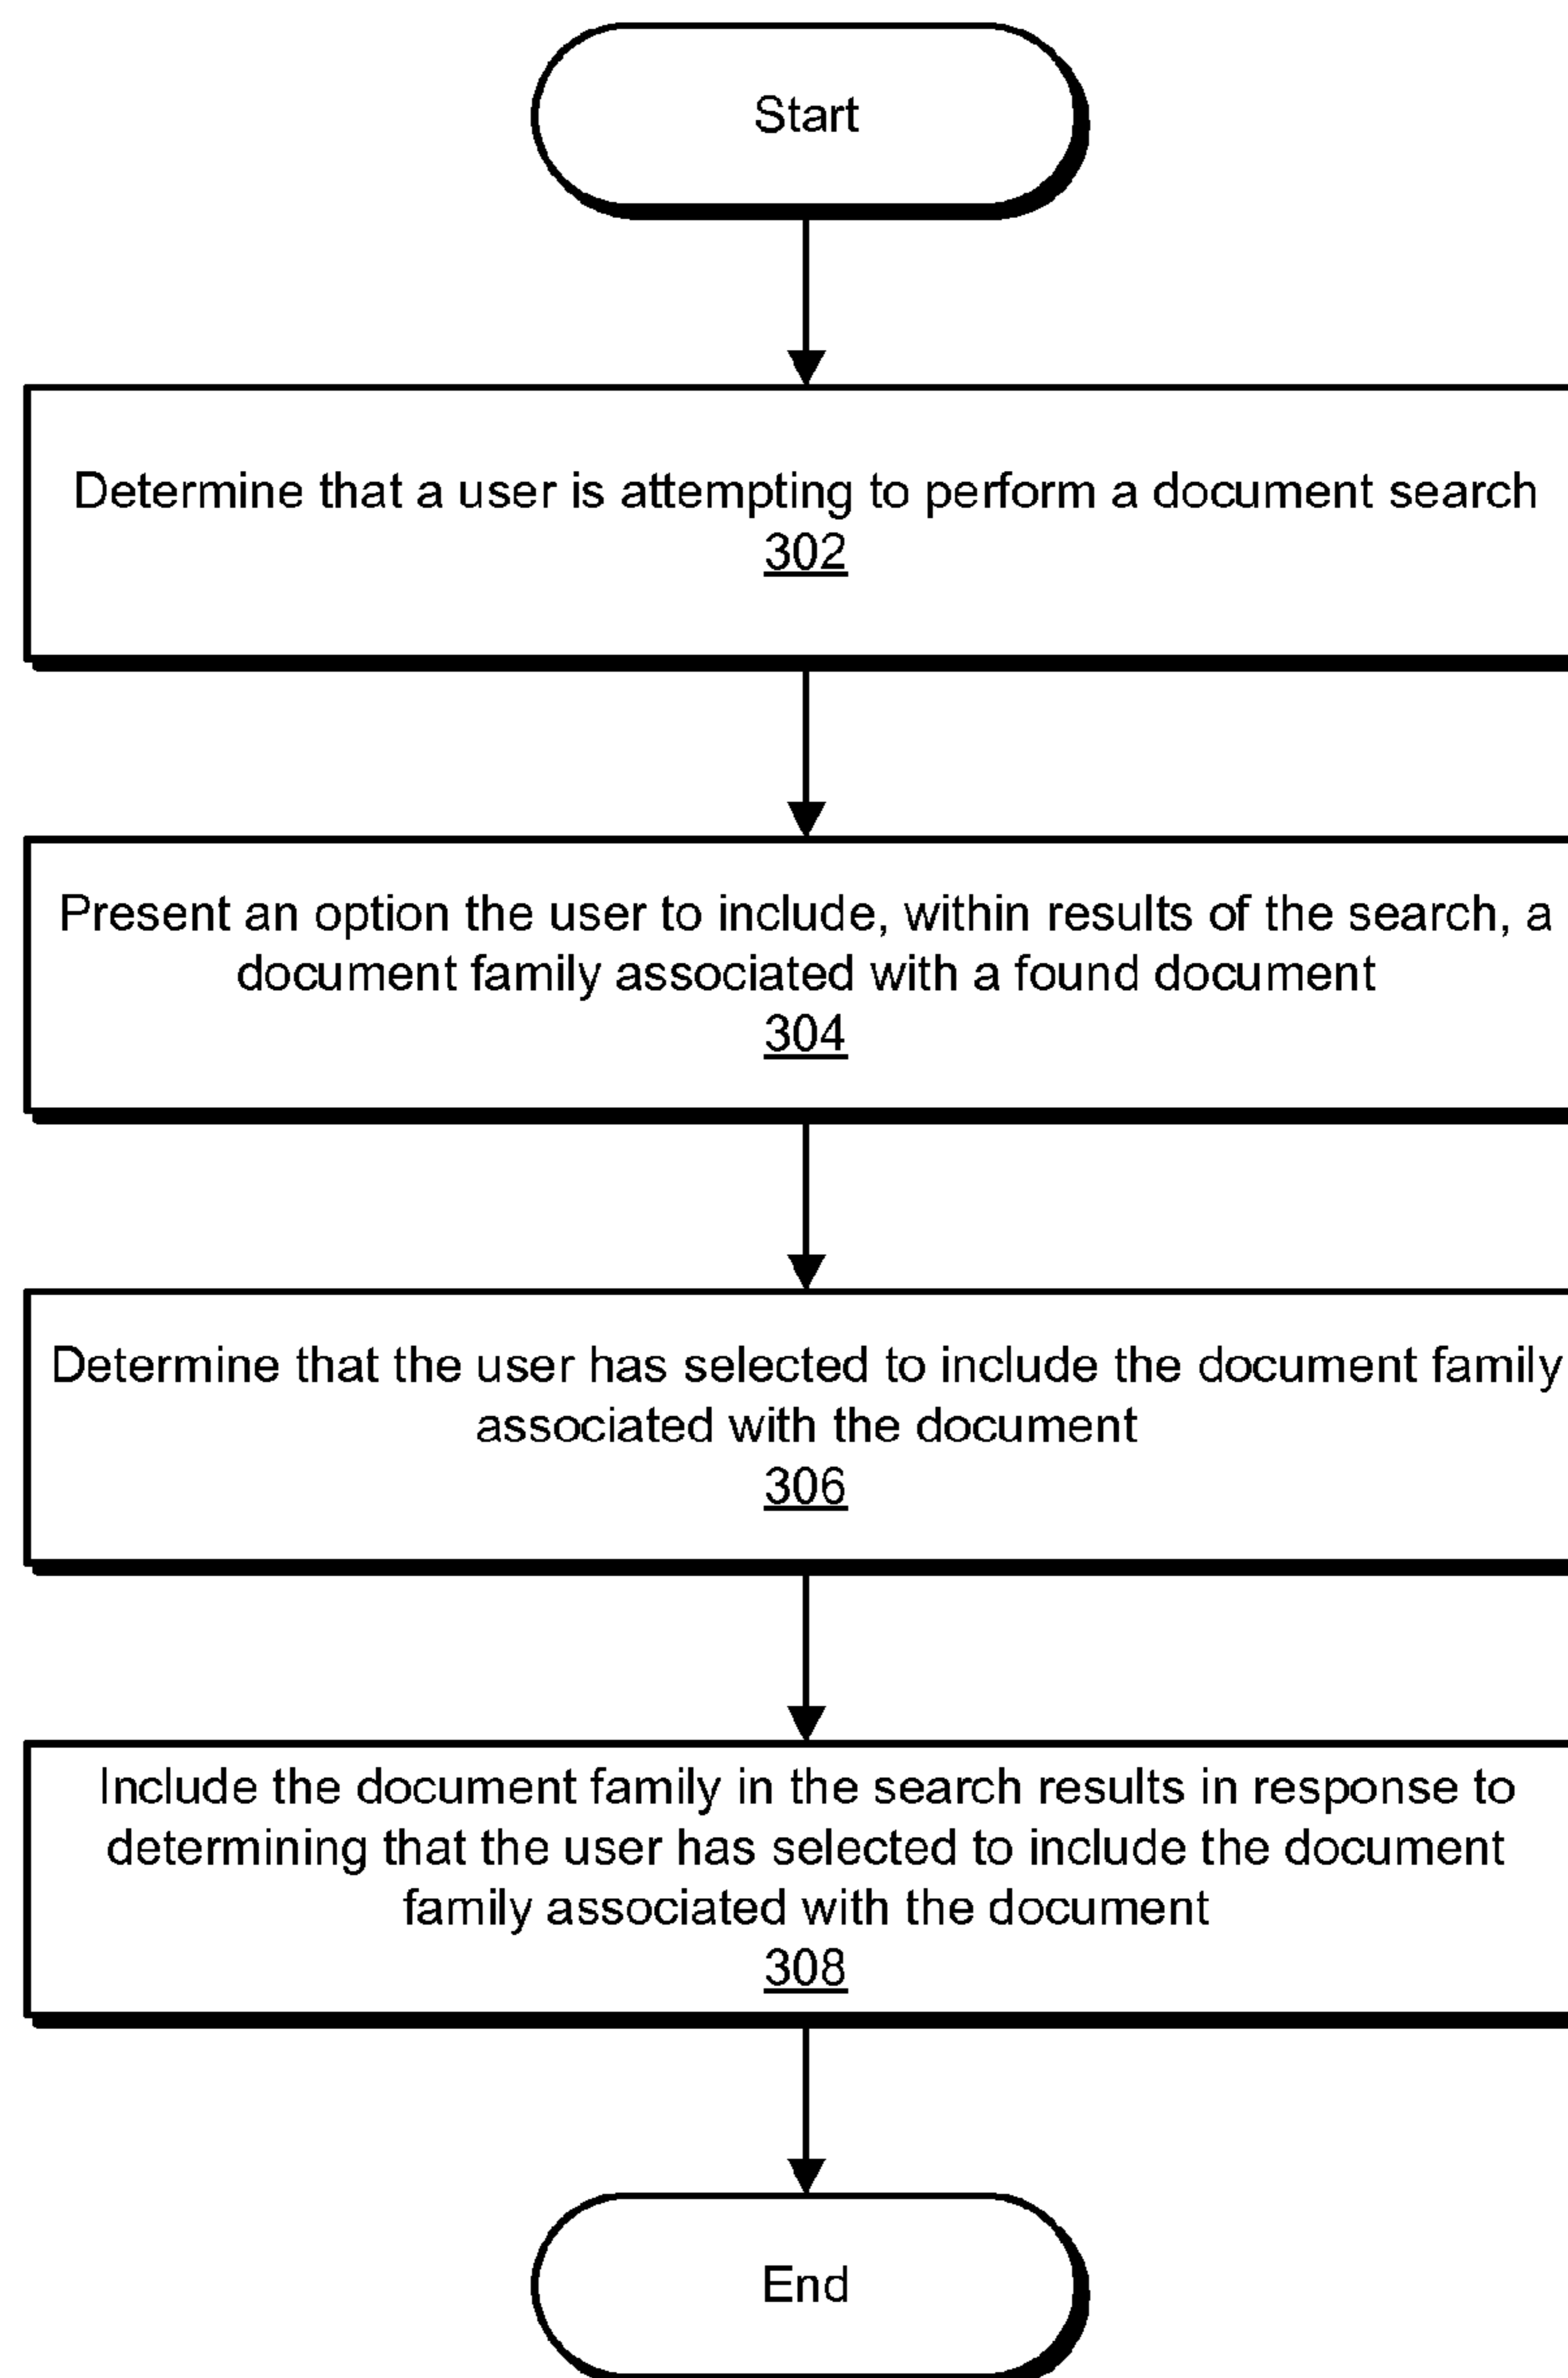 Start
Determine that a user is attempting to perform a document search
302
Present an option the user to include, within results of the search, a
document family associated with a found document
304
Determine that the user has selected to include the document family
associated with the document
306
Include the document family in the search results in response to
determining that the user has selected to include the document
family associated with the document
308
End